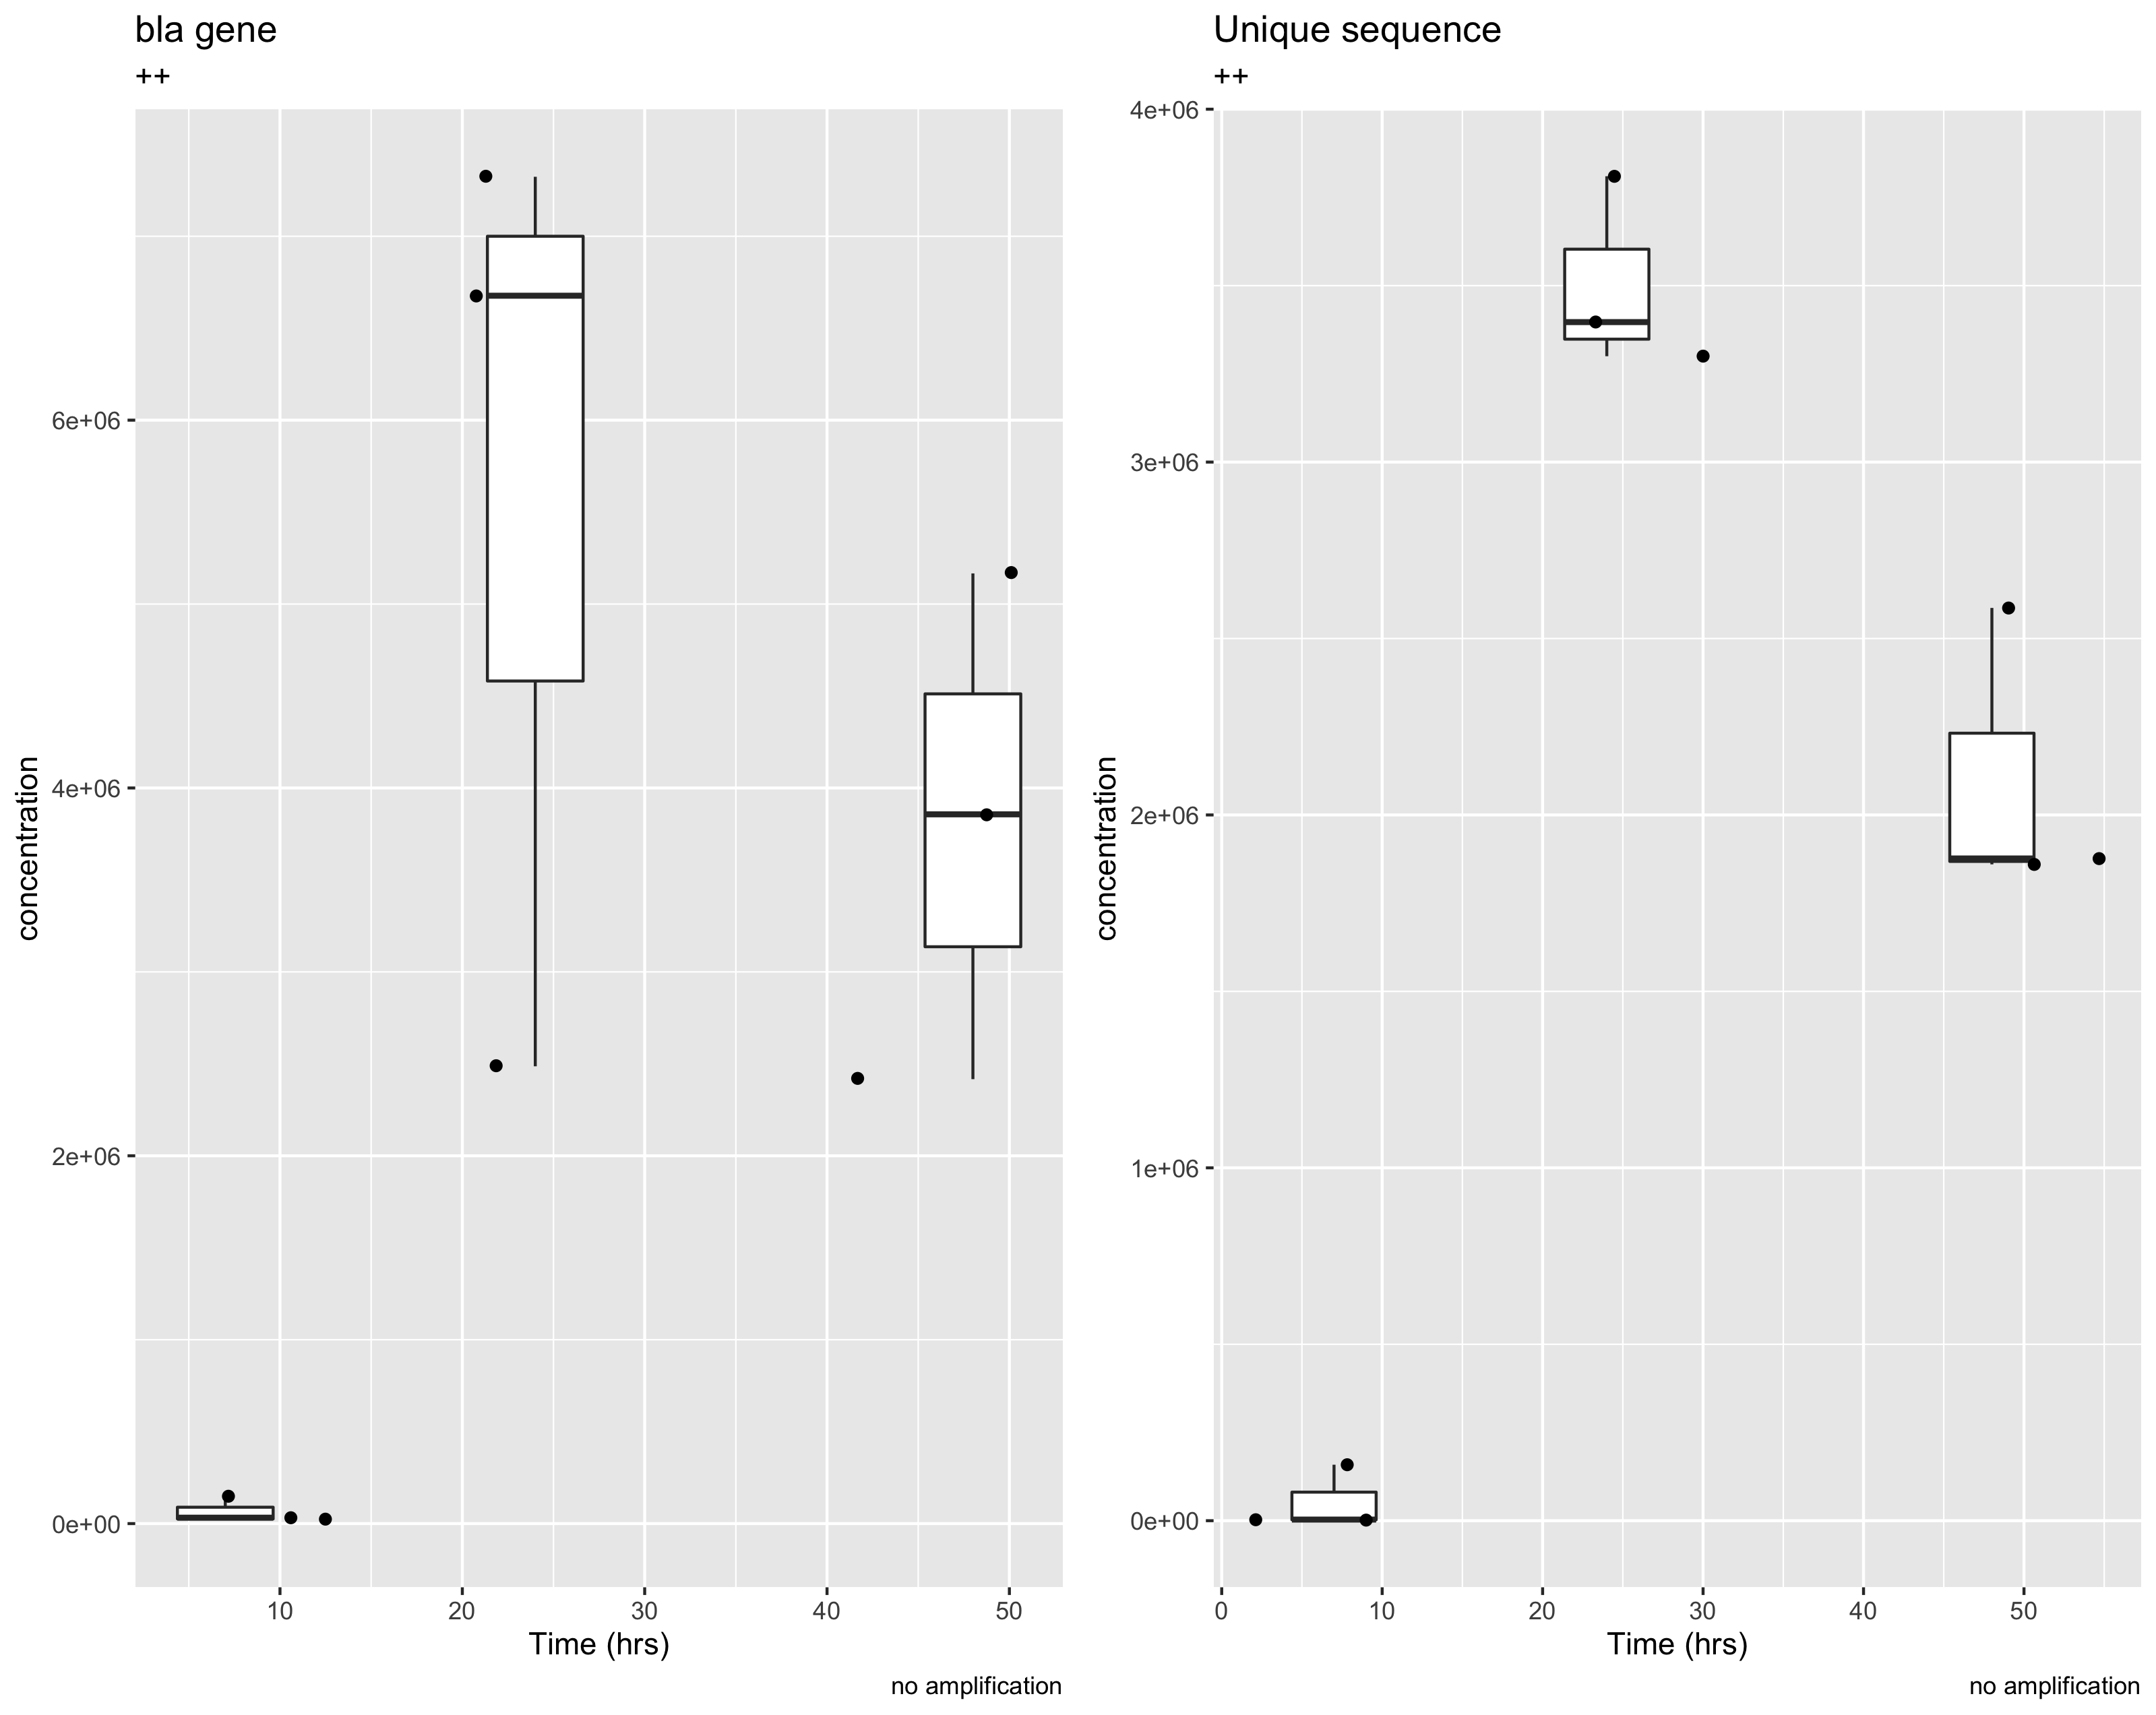 bla gene
++
6e+06
4e+06
2e+06
0e+00
concentration
10 20 30 40 50
Time (hrs)
no amplification
Unique sequence
++
4e+06
3e+06
2e+06
1e+06
0e+00
concentration
0 10 20 30 40 50
Time (hrs)
no amplification